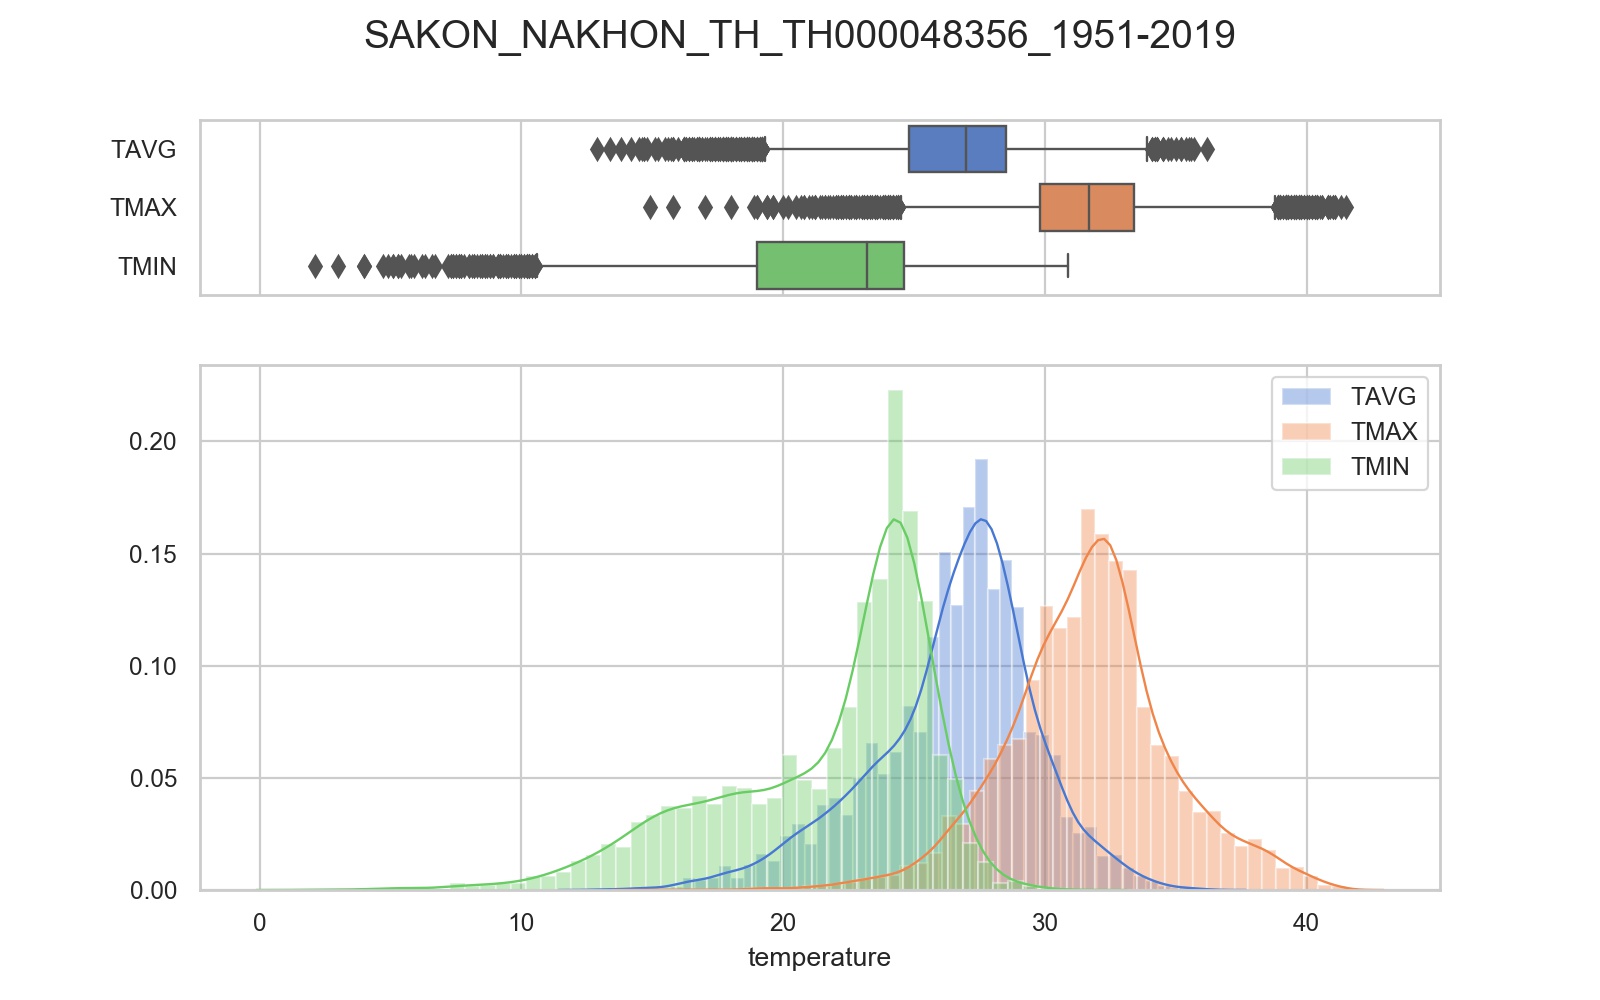 SAKON_NAKHON_TH_TH000048356_1951-2019
TAVG
TMAX
TMIN
TAVG
TMAX
TMIN
0.20
0.15
0.10
0.05
0.00
0 10 20 30 40
temperature